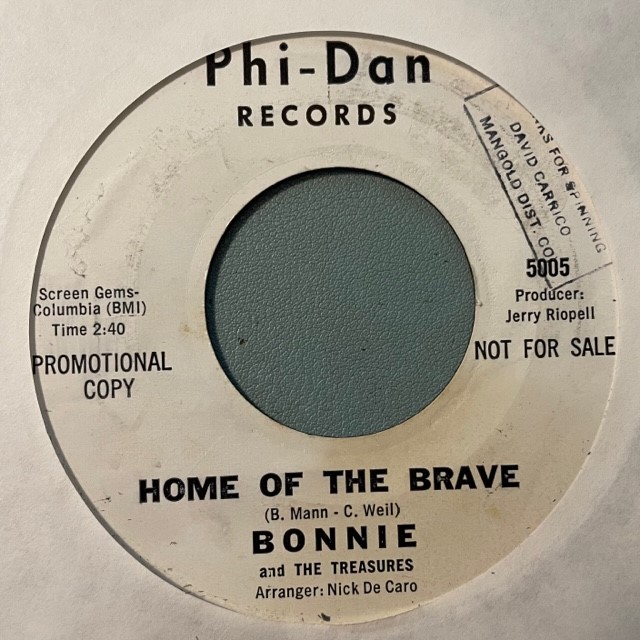 Phi-Dan
RECORDS
FOR SPINNING
DAVID CARRICO
MANGOLD DIST. CO.
5005
Producer:
Jerry Riopell
NOT FOR SALE
Screen Gems-
Columbia (BMI)
Time 2:40
PROMOTIONAL
COPY
HOME OF THE BRAVE
(B. Mann - C. Weil)
BONNIE
and THE TREASURES
Arranger: Nick De Caro